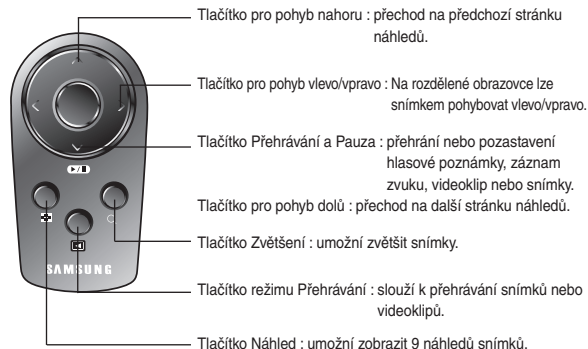 Tlačítko pro pohyb nahoru : přechod na předchozí stránku
náhledů.
Tlačítko pro pohyb vlevo/vpravo : Na rozdělené obrazovce lze
snímkem pohybovat vlevo/vpravo.
Tlačítko Přehrávání a Pauza : přehrání nebo pozastavení
hlasové poznámky, záznam
zvuku, videoklip nebo snímky.
Tlačítko pro pohyb dolů : přechod na další stránku náhledů.
Tlačítko Zvětšení : umožní zvětšit snímky.
SAMSUNG
Tlačítko režimu Přehrávání : slouží k přehrávání snímků nebo
videoklipů.
Tlačítko Náhled : umožní zobrazit 9 náhledů snímků.